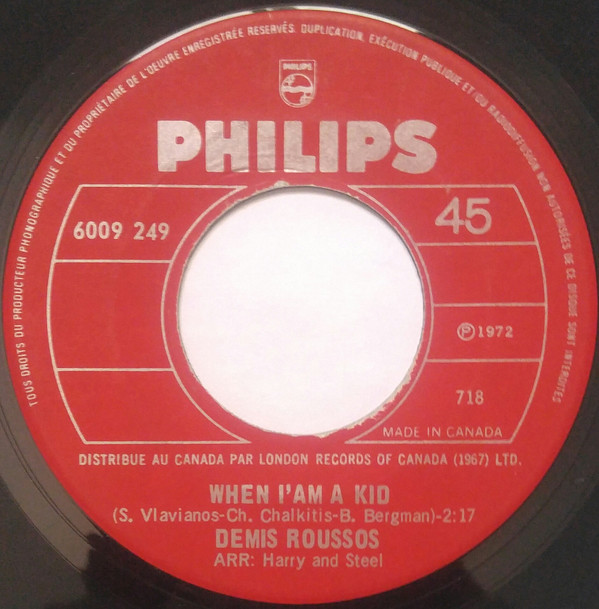 TOUS DROITS DU PRODUCTEUR PHONOGRAPHIQUE ET DU PROPRIÉTAIRE DE L'OEUVRE ENREGISTRÉE RESERVÉS. DUPLICATION, EXÉCUTION PUBLIQUE ET/OU RADIODIFFUSION NON AUTORISÉES DE CE DISQUE SONT INTERDITES
PHILIPS
PHILIPS
6009 249
45
Ⓟ1972
718
MADE IN CANADA
DISTRIBUE AU CANADA PAR LONDON RECORDS OF CANADA (1967) LTD.
WHEN I'AM A KID
(S. Vlavianos-Ch. Chalkitis-B. Bergman)-2:17
DEMIS ROUSSOS
ARR: Harry and Steel